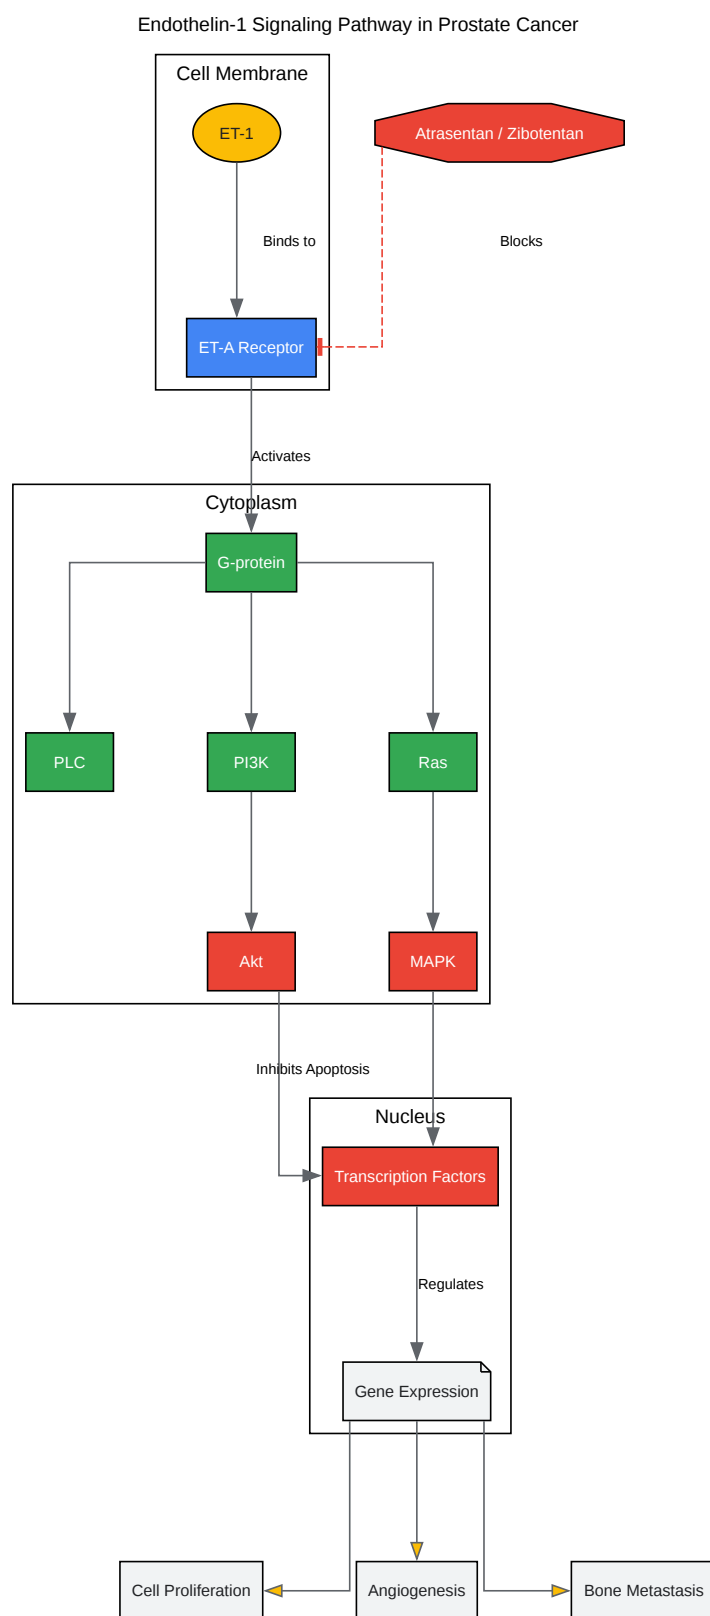 Endothelin-1 Signaling Pathway in Prostate Cancer
Cell Membrane
ET-1
Atrasentan / Zibotentan
Binds to
Blocks
ET-A Receptor
Activates
Cytoplasm
G-protein
PLC
PI3K
Ras
Akt
MAPK
Inhibits Apoptosis
Nucleus
Transcription Factors
Regulates
Gene Expression
Cell Proliferation
Angiogenesis
Bone Metastasis